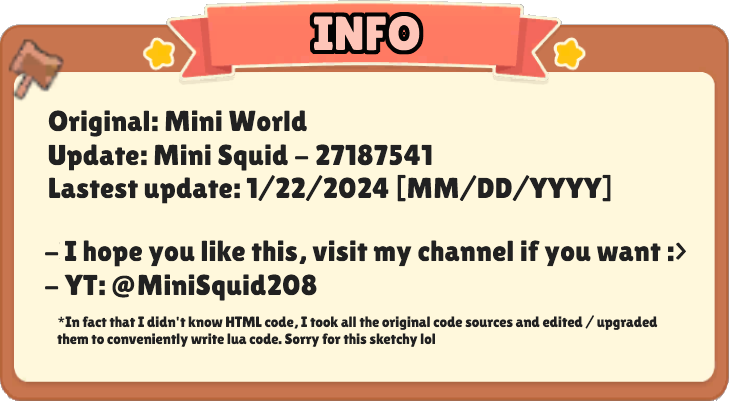 INFO
Original: Mini World
Update: Mini Squid - 27187541
Lastest update: 1/22/2024 [MM/DD/YYYY]
- I hope you like this, visit my channel if you want :>
- YT: @MiniSquid208
*In fact that I didn't know HTML code, I took all the original code sources and edited / upgraded
them to conveniently write lua code. Sorry for this sketchy lol